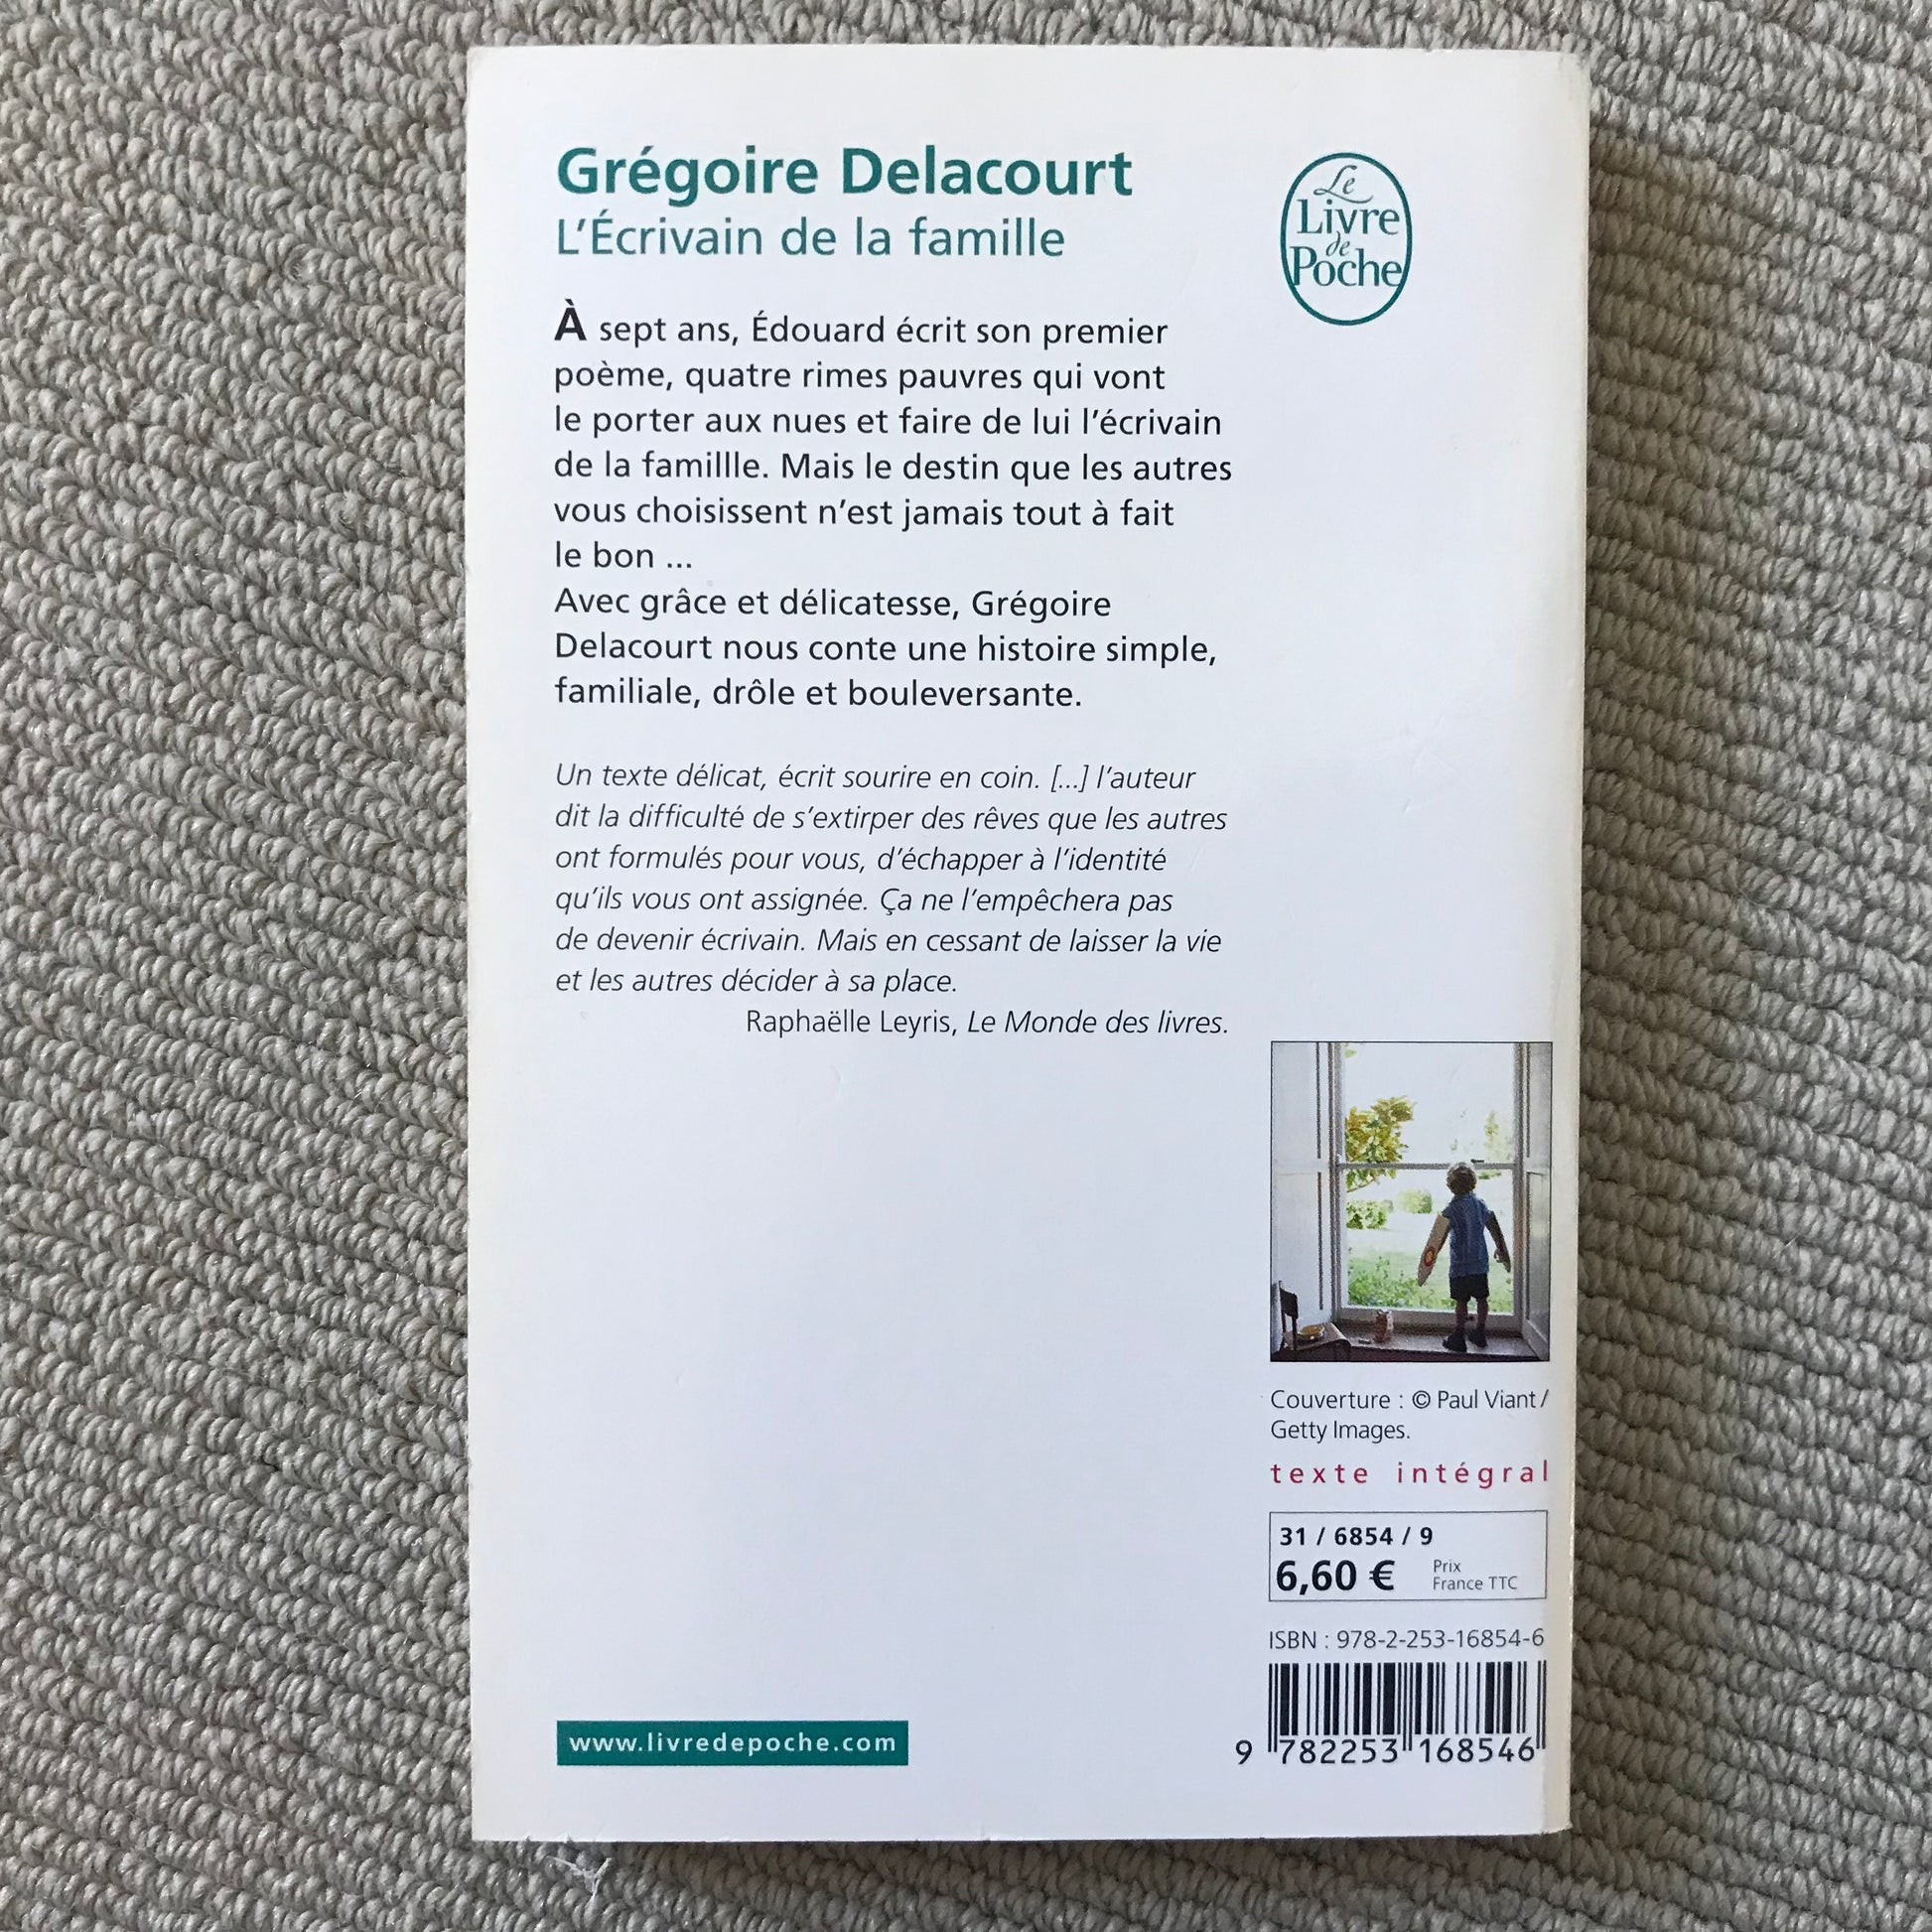 Grégoire Delacourt
L'Écrivain de la famille
Le
Livre
de
Poche
À sept ans, Édouard écrit son premier
poème, quatre rimes pauvres qui vont
le porter aux nues et faire de lui l'écrivain
de la famillle. Mais le destin que les autres
vous choisissent n'est jamais tout à fait
le bon ...
Avec grâce et délicatesse, Grégoire
Delacourt nous conte une histoire simple,
familiale, drôle et bouleversante.
Un texte délicat, écrit sourire en coin. [...] l'auteur
dit la difficulté de s'extirper des rêves que les autres
ont formulés pour vous, d'échapper à l'identité
qu'ils vous ont assignée. Ça ne l'empêchera pas
de devenir écrivain. Mais en cessant de laisser la vie
et les autres décider à sa place.
Raphaëlle Leyris, Le Monde des livres.
Couverture : © Paul Viant /
Getty Images.
texte intégral
31 / 6854 / 9
6,60 € Prix
France TTC
ISBN : 978-2-253-16854-6
9 782253 168546
www.livredepoche.com